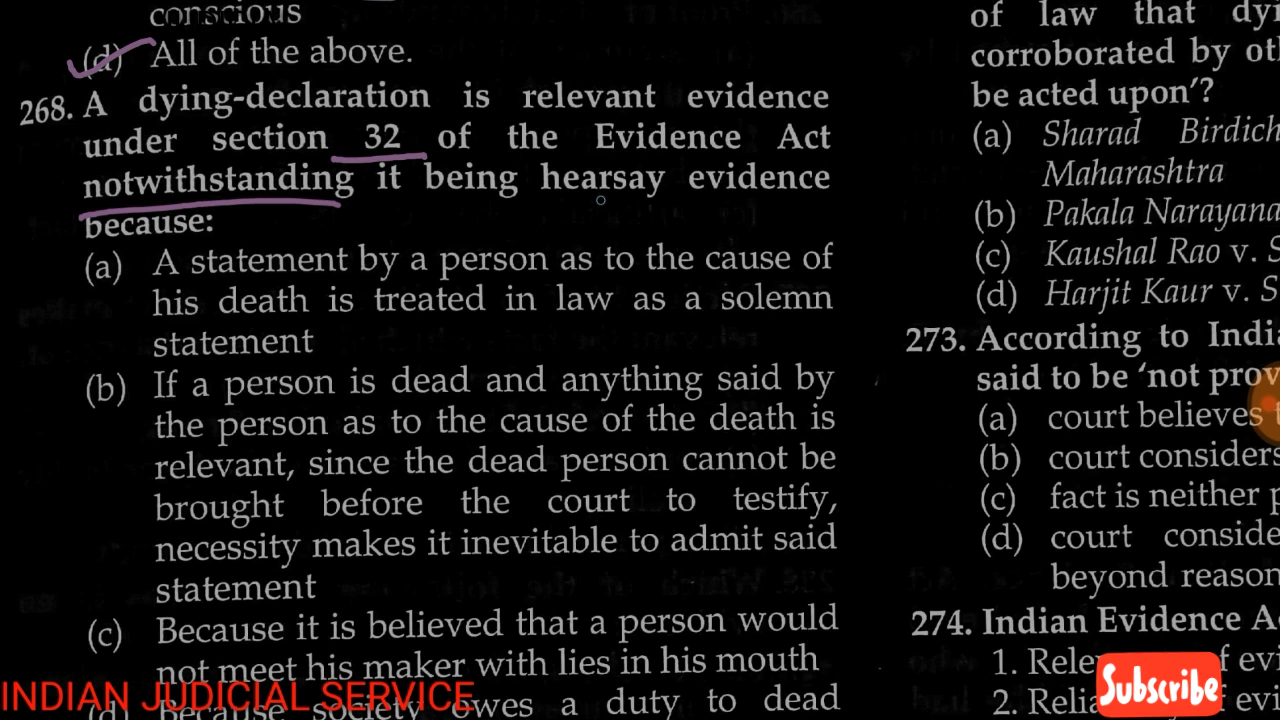 conscious
(d) All of the above.
268. A dying-declaration is relevant evidence
under section 32 of the Evidence Act
notwithstanding it being hearsay evidence
because:
(a) A statement by a person as to the cause of
his death is treated in law as a solemn
statement
(b) If a person is dead and anything said by
the person as to the cause of the death is
relevant, since the dead person cannot be
brought before the court to testify,
necessity makes it inevitable to admit said
statement
(c) Because it is believed that a person would
not meet his maker with lies in his mouth
(d) Because society owes a duty to dead
of law that
corroborated by
be acted upon'?
(a) Sharad
Maharashtra
(b) Pakala
(c) Kaushal Rao v.
(d) Harjit Kaur v.
273. According to
said to be 'not
(a) court believes
(b) court considers
(c) fact is neither
(d) court
beyond
274. Indian Evidence
1.
2.
INDIAN JUDICIAL SERVICE
Subscribe